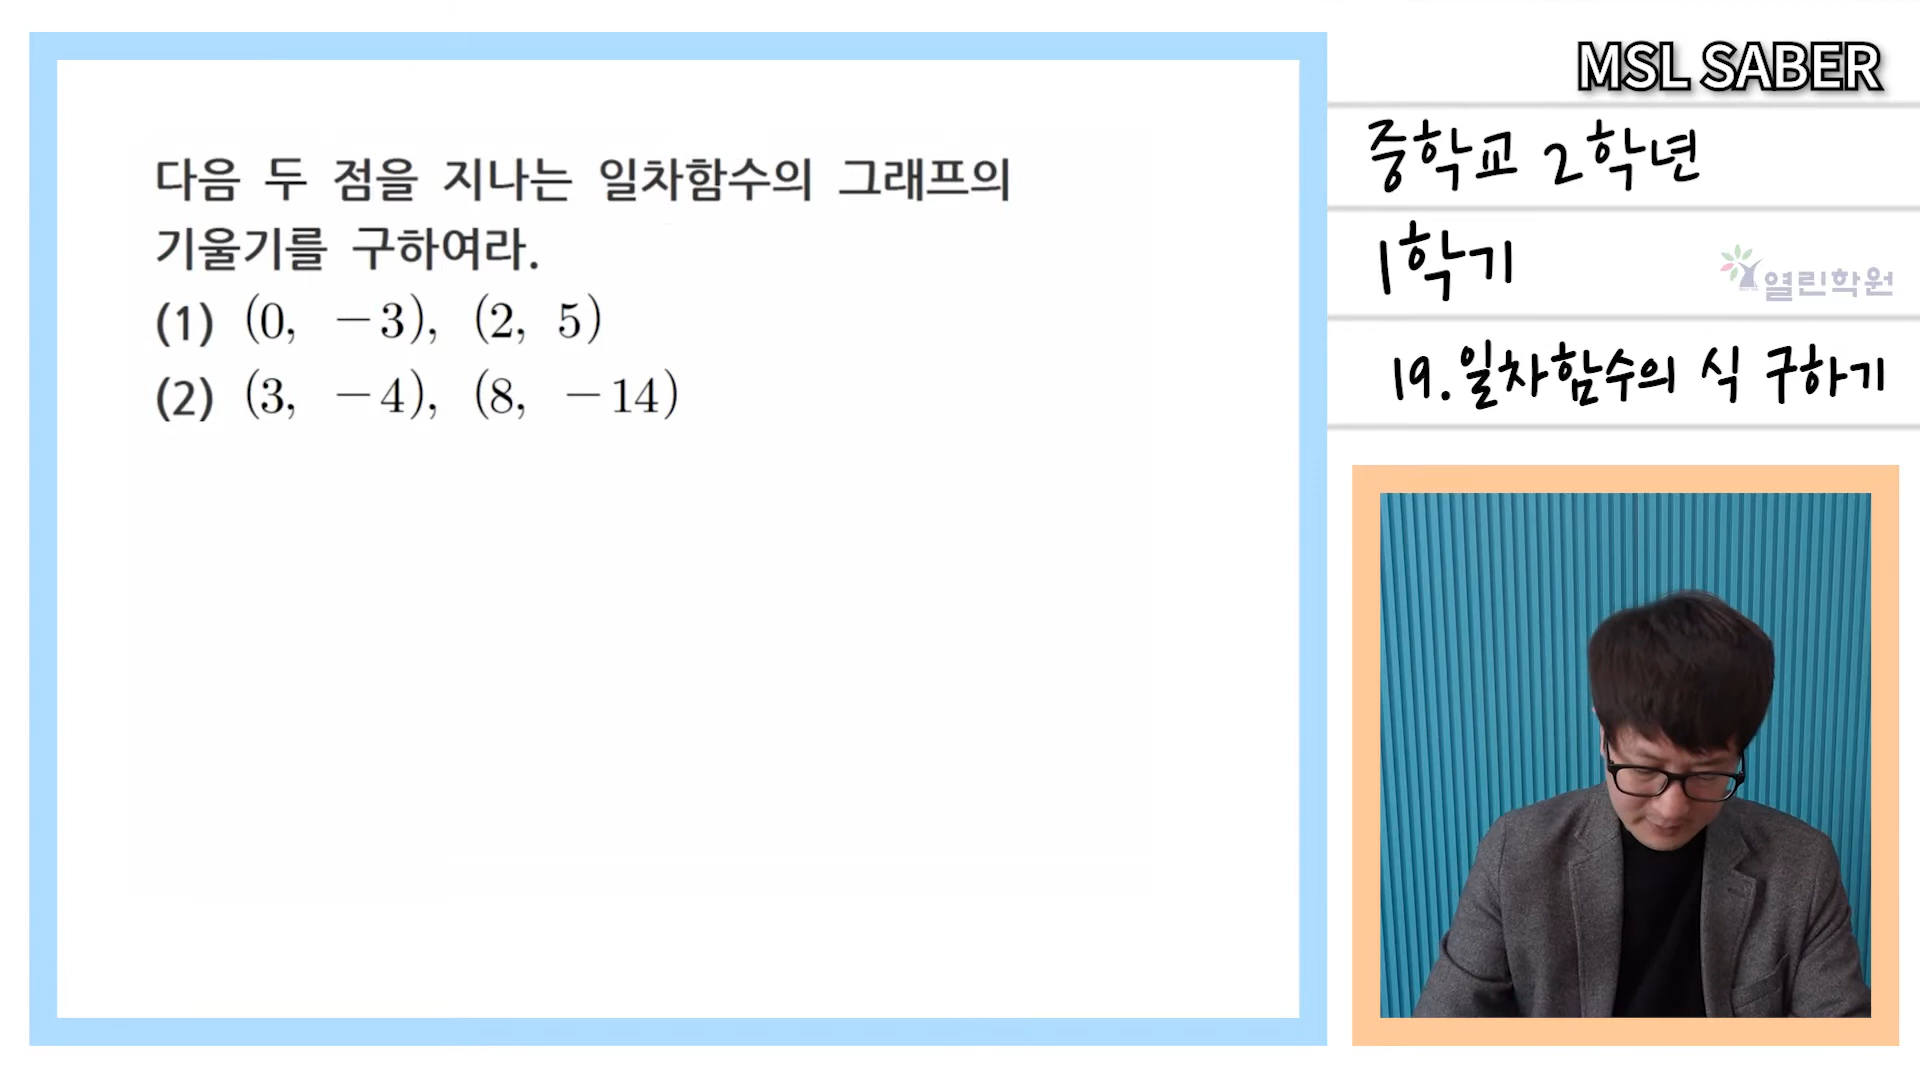 다음 두 점을 지나는 일차함수의 그래프의
기울기를 구하여라.
(1) (0, −3), (2, 5)
(2) (3, −4), (8, −14)
MSL SABER
중학교 2학년
1학기
열린학원
19. 일차함수의 식 구하기